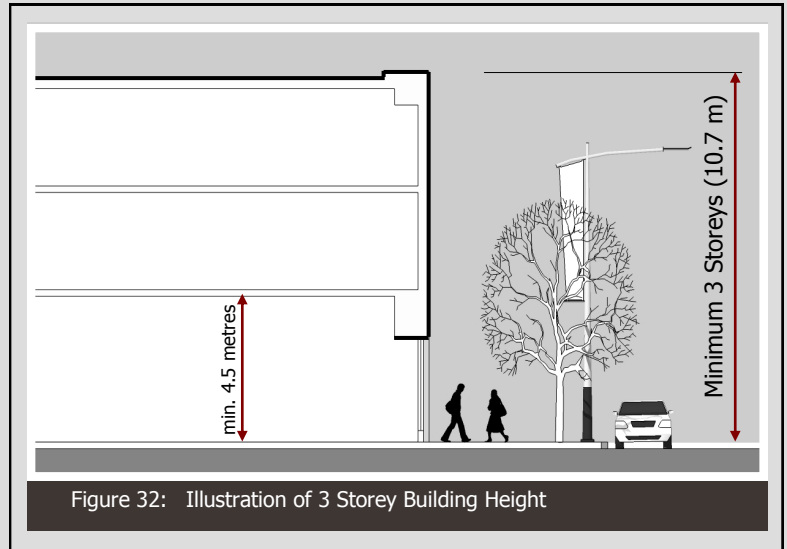 min. 4.5 metres
Minimum 3 Storeys (10.7 m)
Figure 32: Illustration of 3 Storey Building Height